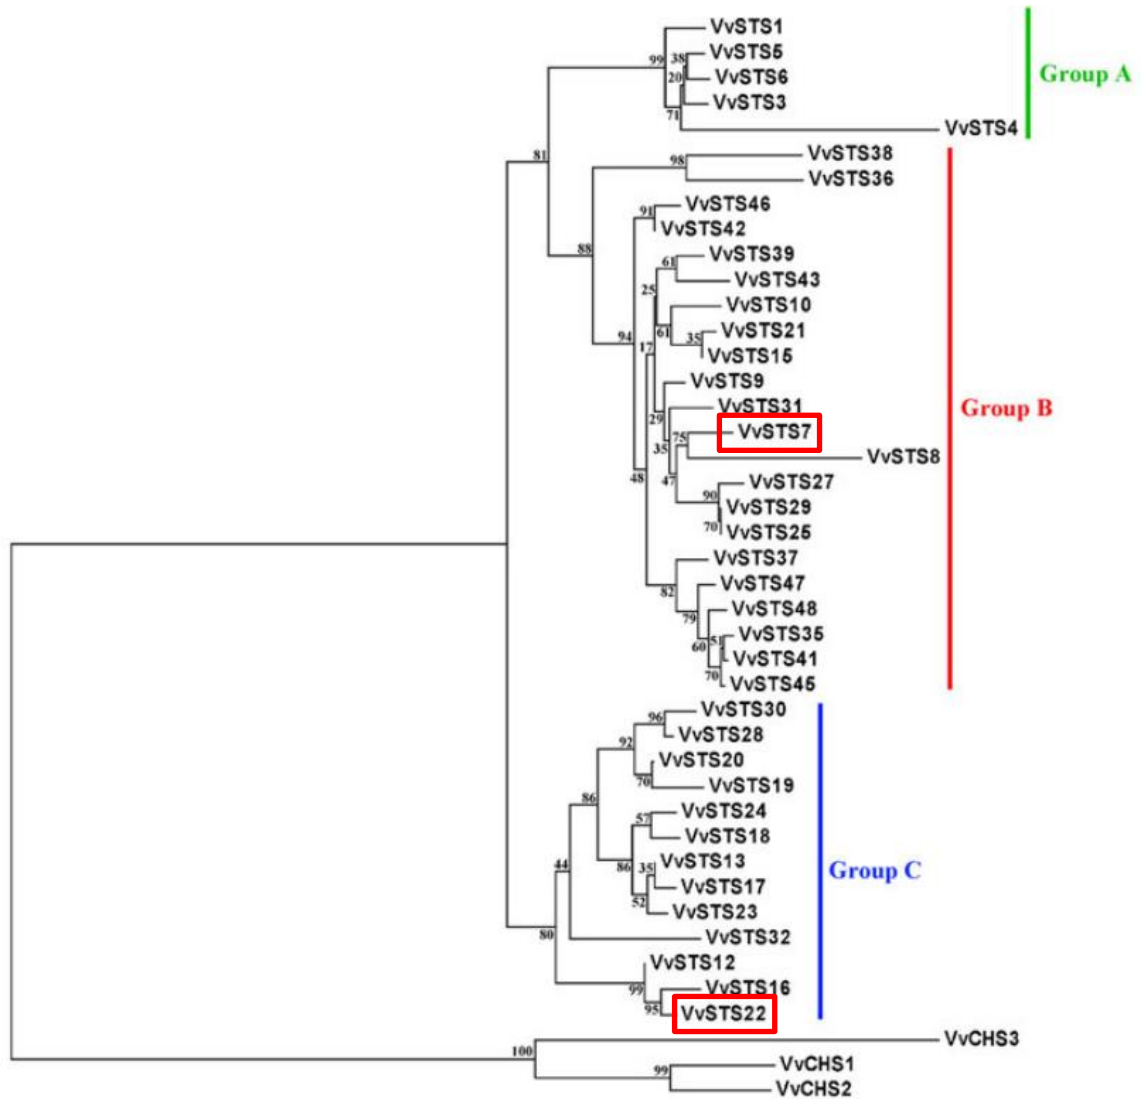 VvSTS1
99
38
VvSTS5
20
VvSTS6
VvSTS3
71
VvSTS4
Group A
81
98
VvSTS38
VvSTS36
88
91
VvSTS46
VvSTS42
61
VvSTS39
VvSTS43
25
VvSTS10
61
35
VvSTS21
VvSTS15
94
17
VvSTS9
29
VvSTS31
Group B
35
75
VvSTS7
VvSTS8
48
47
VvSTS27
90
VvSTS29
70
VvSTS25
VvSTS37
82
VvSTS47
79
VvSTS48
60
51
VvSTS35
VvSTS41
70
VvSTS45
96
VvSTS30
VvSTS28
92
VvSTS20
70
VvSTS19
86
57
VvSTS24
VvSTS18
86
35
VvSTS13
VvSTS17
52
VvSTS23
44
Group C
80
VvSTS32
VvSTS12
99
VvSTS16
95
VvSTS22
100
VvCHS3
99
VvCHS1
VvCHS2